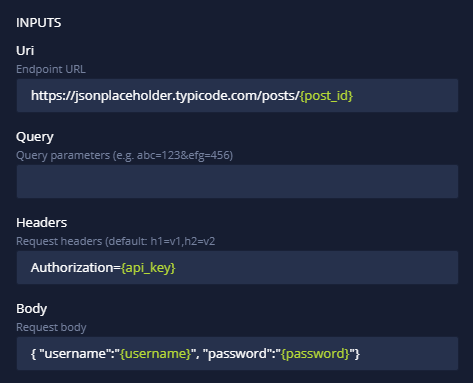 INPUTS
Uri
Endpoint URL
https://jsonplaceholder.typicode.com/posts/{post_id}
Query
Query parameters (e.g. abc=123&efg=456)
Headers
Request headers (default: h1=v1,h2=v2
Authorization={api_key}
Body
Request body
{ "username":"{username}", "password":"{password}"}